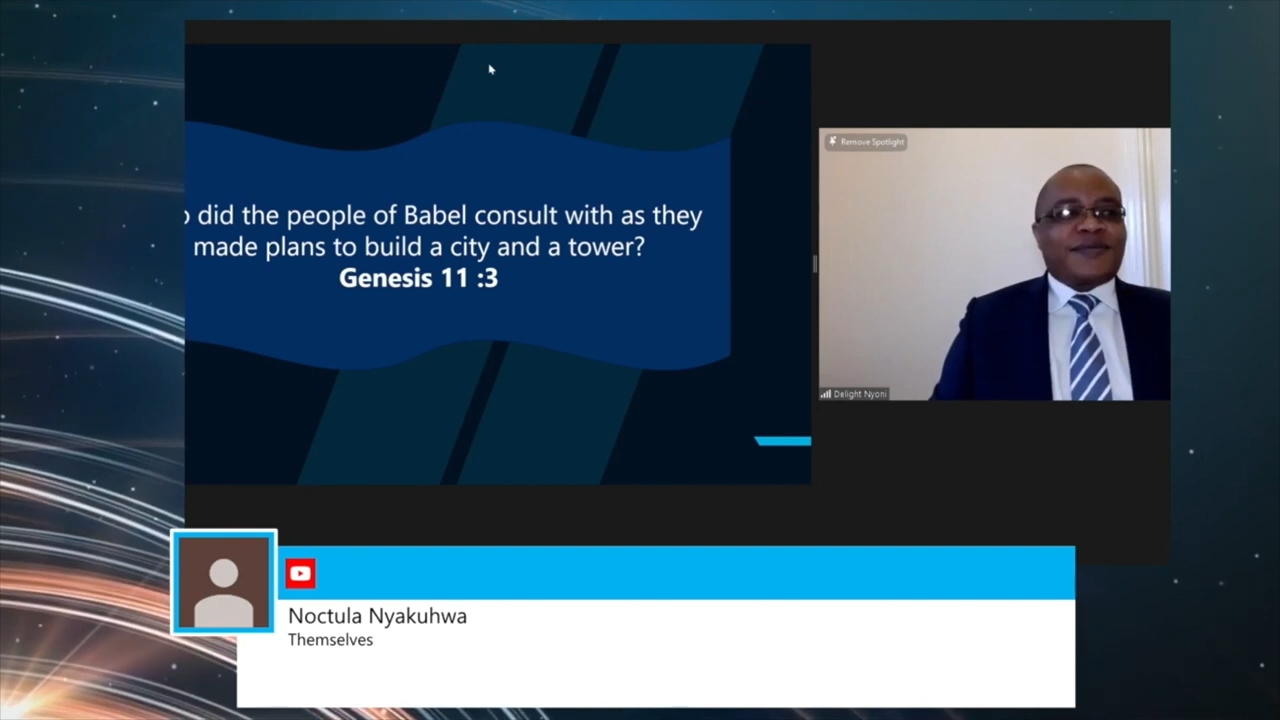 did the people of Babel consult with as they
made plans to build a city and a tower?
Genesis 11 :3
Remove Spotlight
Delight Nyoni
Noctula Nyakuhwa
Themselves